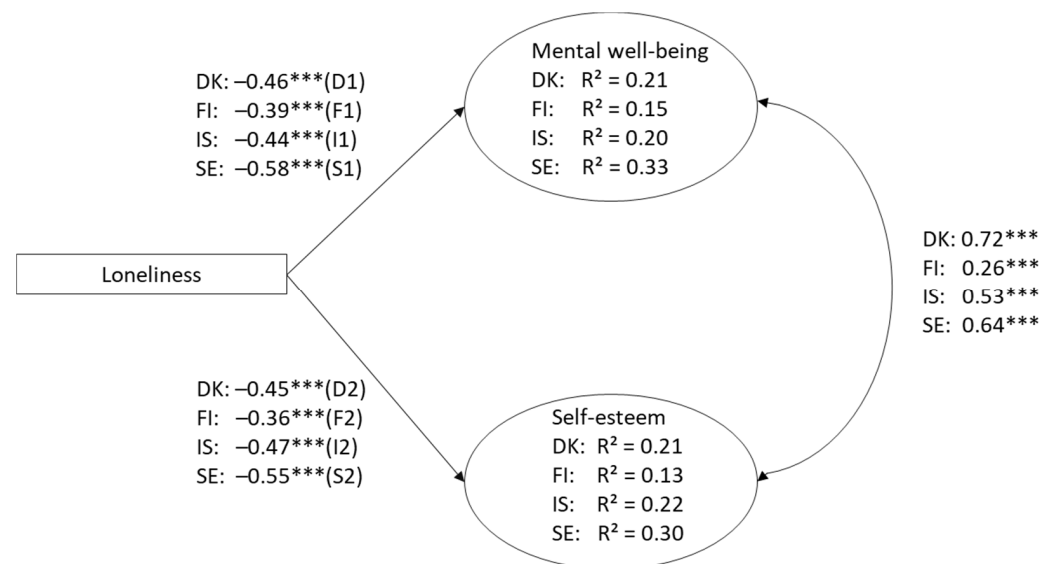 Mental well-being
DK: R² = 0.21
FI: R² = 0.15
IS: R² = 0.20
SE: R² = 0.33
DK: –0.46***(D1)
FI: –0.39***(F1)
IS: –0.44***(I1)
SE: –0.58***(S1)
Loneliness
DK: 0.72***
FI: 0.26***
IS: 0.53***
SE: 0.64***
DK: –0.45***(D2)
FI: –0.36***(F2)
IS: –0.47***(I2)
SE: –0.55***(S2)
Self-esteem
DK: R² = 0.21
FI: R² = 0.13
IS: R² = 0.22
SE: R² = 0.30